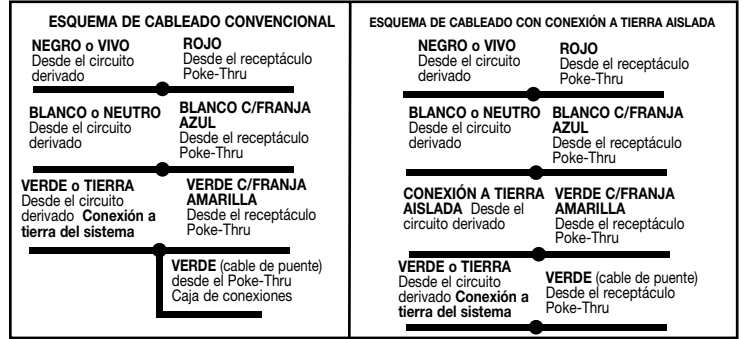 ESQUEMA DE CABLEADO CONVENCIONAL
NEGRO o VIVO
Desde el circuito
derivado
ROJO
Desde el receptáculo
Poke-Thru
BLANCO o NEUTRO
Desde el circuito
derivado
BLANCO C/FRANJA
AZUL
Desde el receptáculo
Poke-Thru
VERDE o TIERRA
Desde el circuito
derivado Conexión a
tierra del sistema
VERDE C/FRANJA
AMARILLA
Desde el receptáculo
Poke-Thru
VERDE (cable de puente)
desde el Poke-Thru
Caja de conexiones
ESQUEMA DE CABLEADO CON CONEXIÓN A TIERRA AISLADA
NEGRO o VIVO
Desde el circuito
derivado
ROJO
Desde el receptáculo
Poke-Thru
BLANCO o NEUTRO
Desde el circuito
derivado
BLANCO C/FRANJA
AZUL
Desde el receptáculo
Poke-Thru
CONEXIÓN A TIERRA
AISLADA Desde el
circuito derivado
VERDE C/FRANJA
AMARILLA
Desde el receptáculo
Poke-Thru
VERDE o TIERRA
Desde el circuito
derivado Conexión a
tierra del sistema
VERDE (cable de puente)
Desde el receptáculo
Poke-Thru